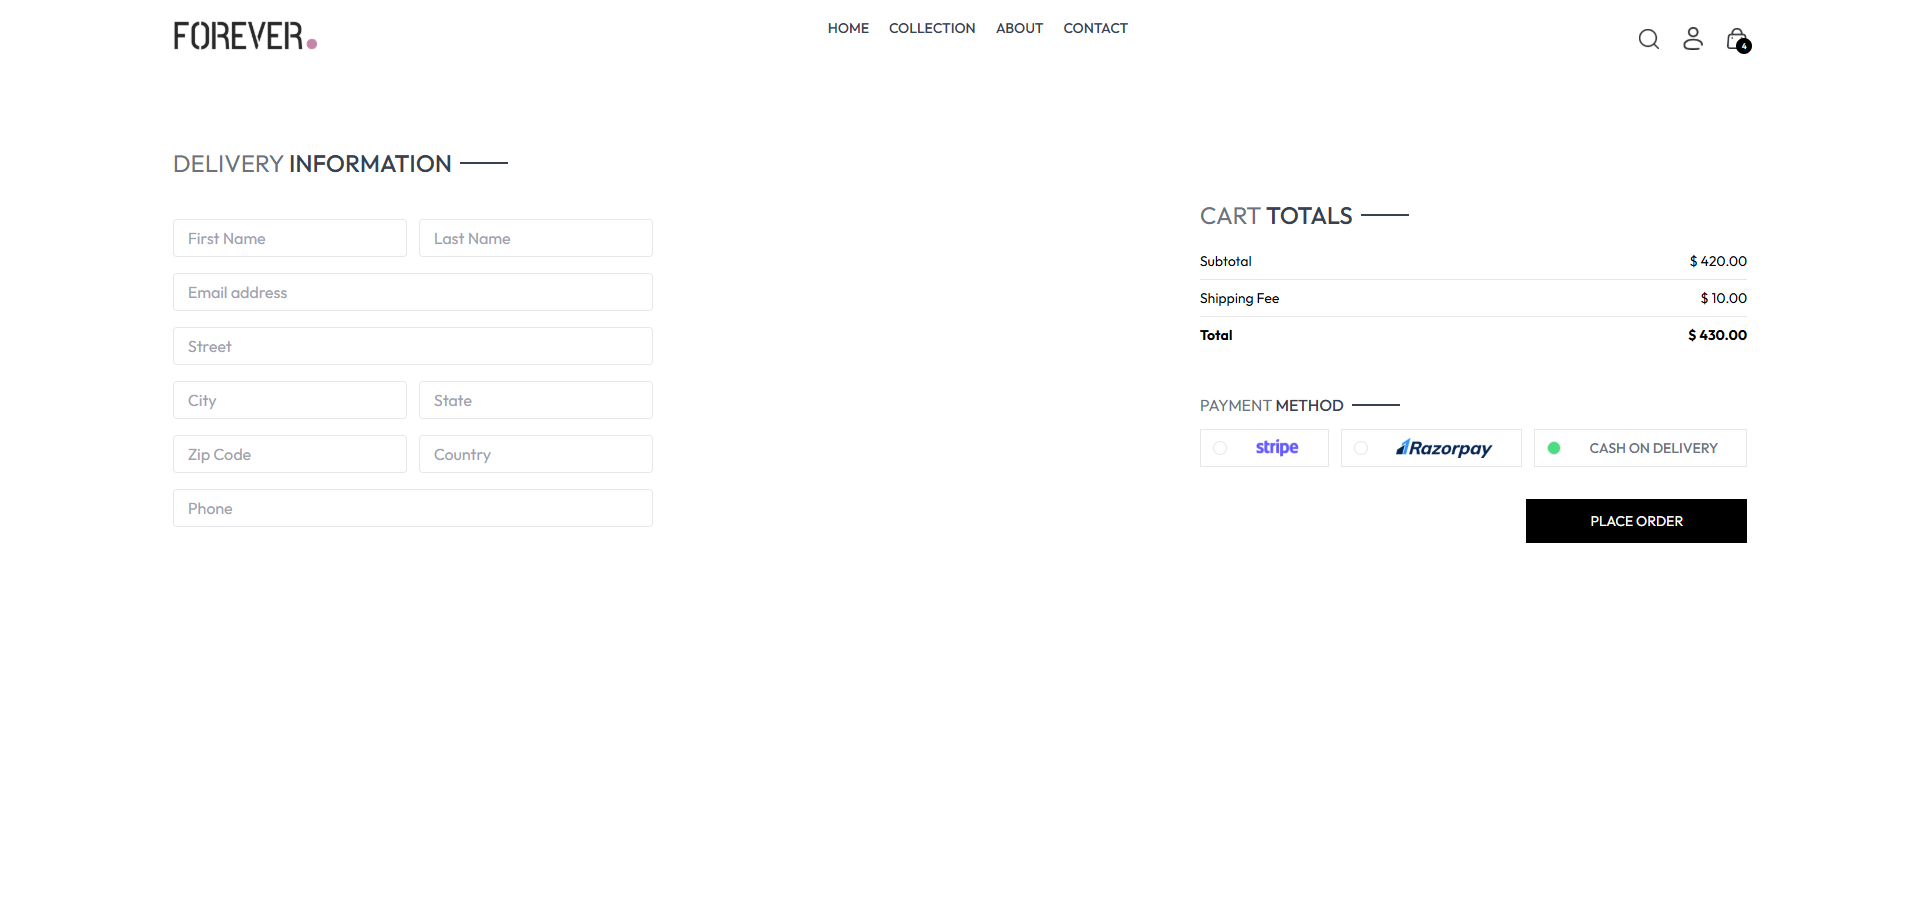 FOREVER.
HOME COLLECTION ABOUT CONTACT
4
DELIVERY INFORMATION
First Name Last Name
Email address
Street
City State
Zip Code Country
Phone
CART TOTALS
Subtotal $ 420.00
Shipping Fee $ 10.00
Total $ 430.00
PAYMENT METHOD
stripe Razorpay CASH ON DELIVERY
PLACE ORDER